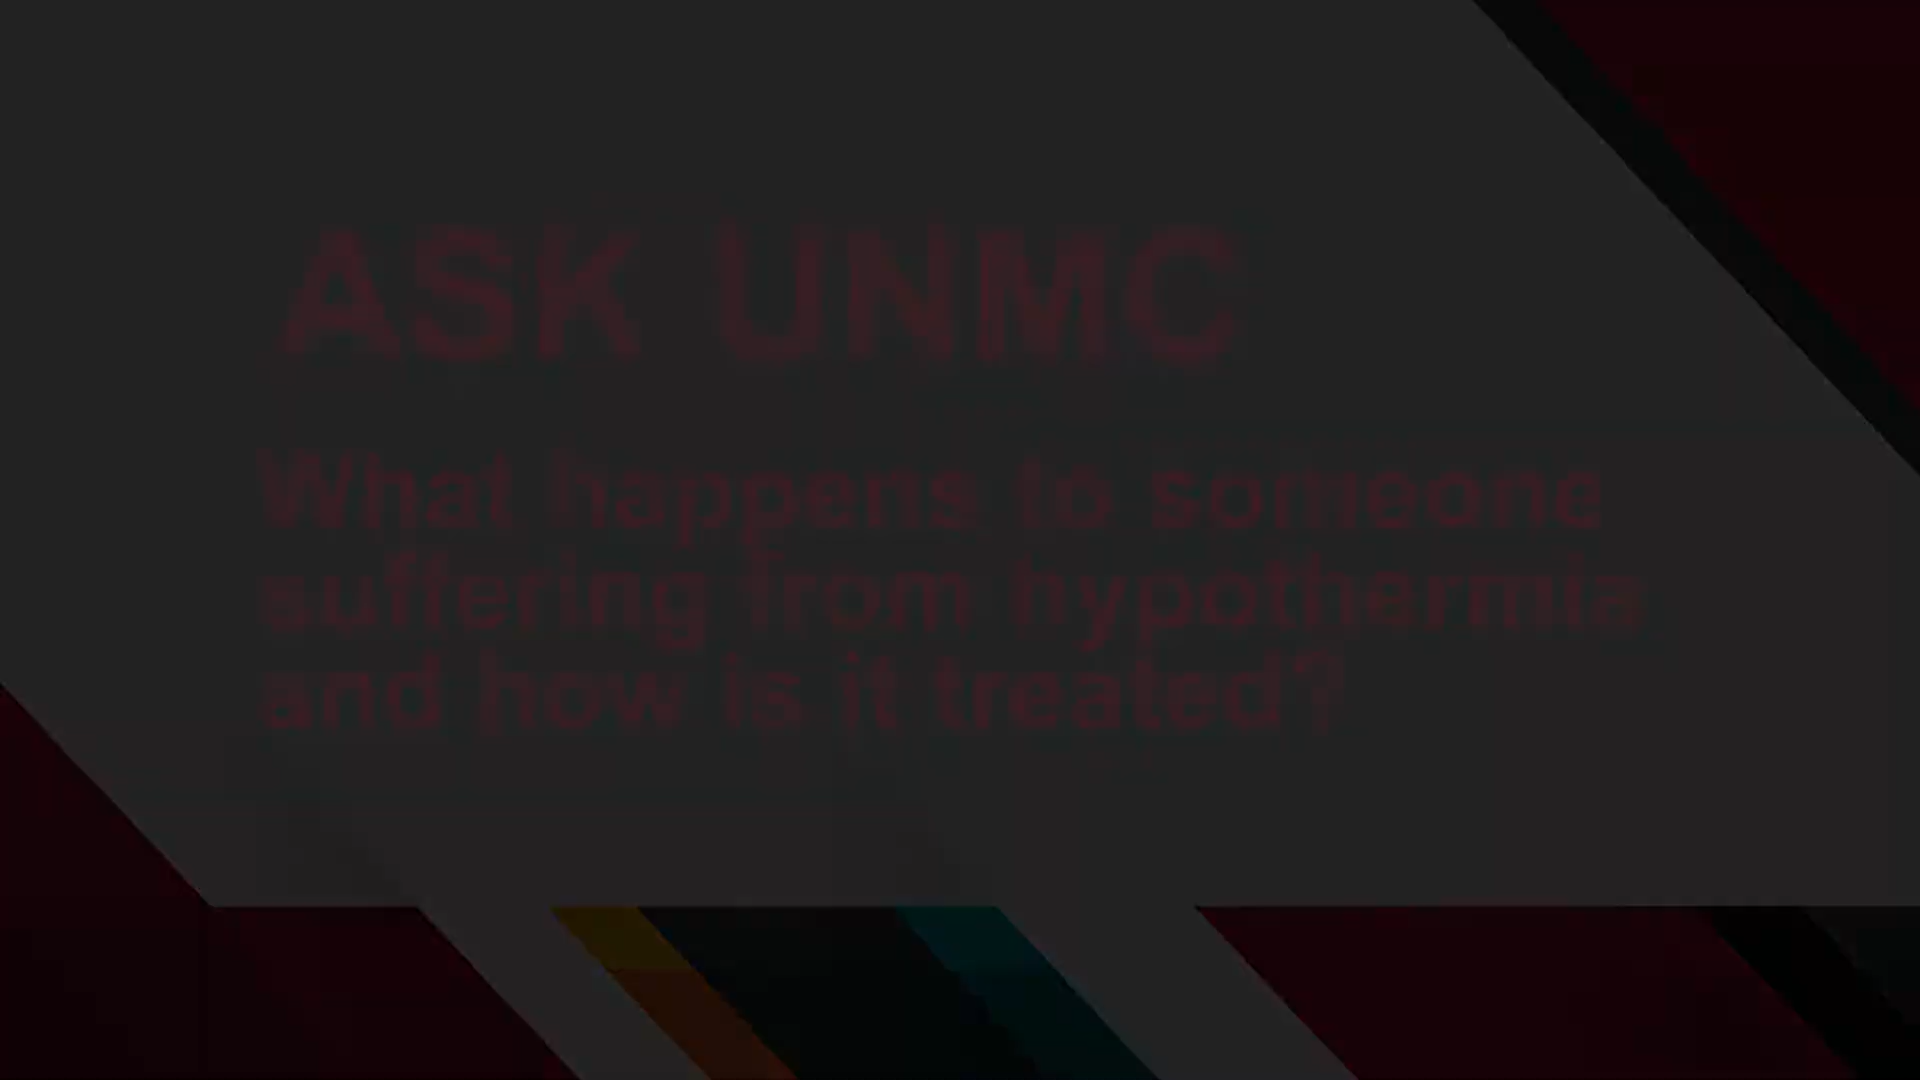 ASK UNMC
What happens to someone
suffering from hypothermia
and how is it treated?